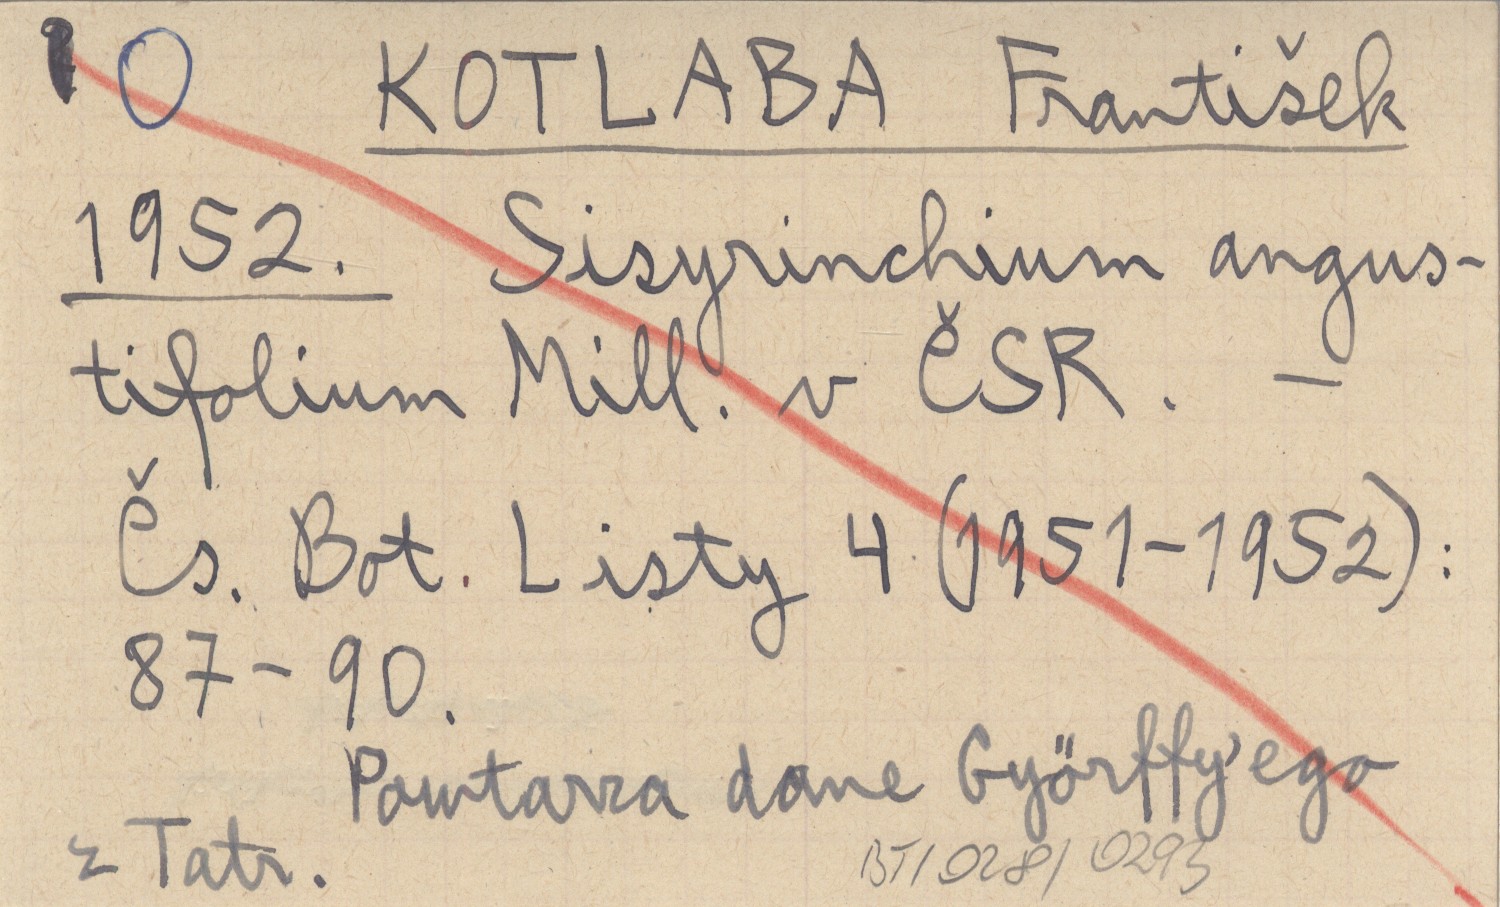 O KOTLABA František
1952. Sisyrinchium angus-
tifolium Mill. v ČSR. —
Čs. Bot. Listy 4 (1951-1952):
87-90.
Powtarza dane Györffy'ego
z Tatr.
BT/028/0293